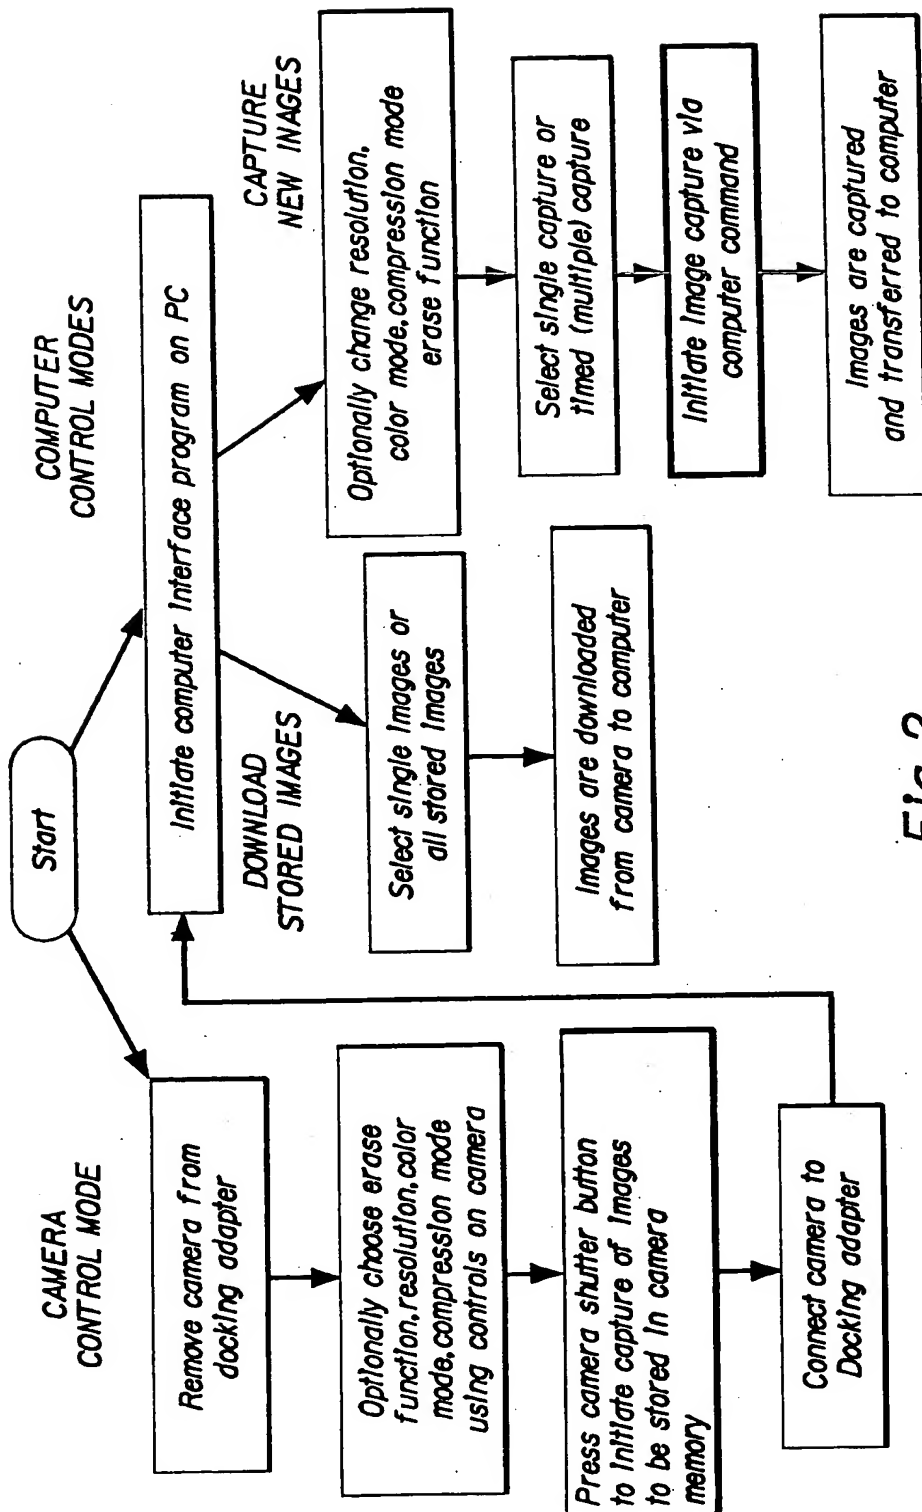 Start
CAMERA
CONTROL MODE
Remove camera from
docking adapter
Optionally choose erase
function, resolution, color
mode, compression mode
using controls on camera
Press camera shutter button
to initiate capture of images
to be stored in camera
memory
Connect camera to
Docking adapter
COMPUTER
CONTROL MODES
Initiate computer interface program on PC
DOWNLOAD
STORED IMAGES
Select single images or
all stored images
Images are downloaded
from camera to computer
CAPTURE
NEW IMAGES
Optionally change resolution,
color mode, compression mode
erase function
Select single capture or
timed (multiple) capture
Initiate image capture via
computer command
Images are captured
and transferred to computer